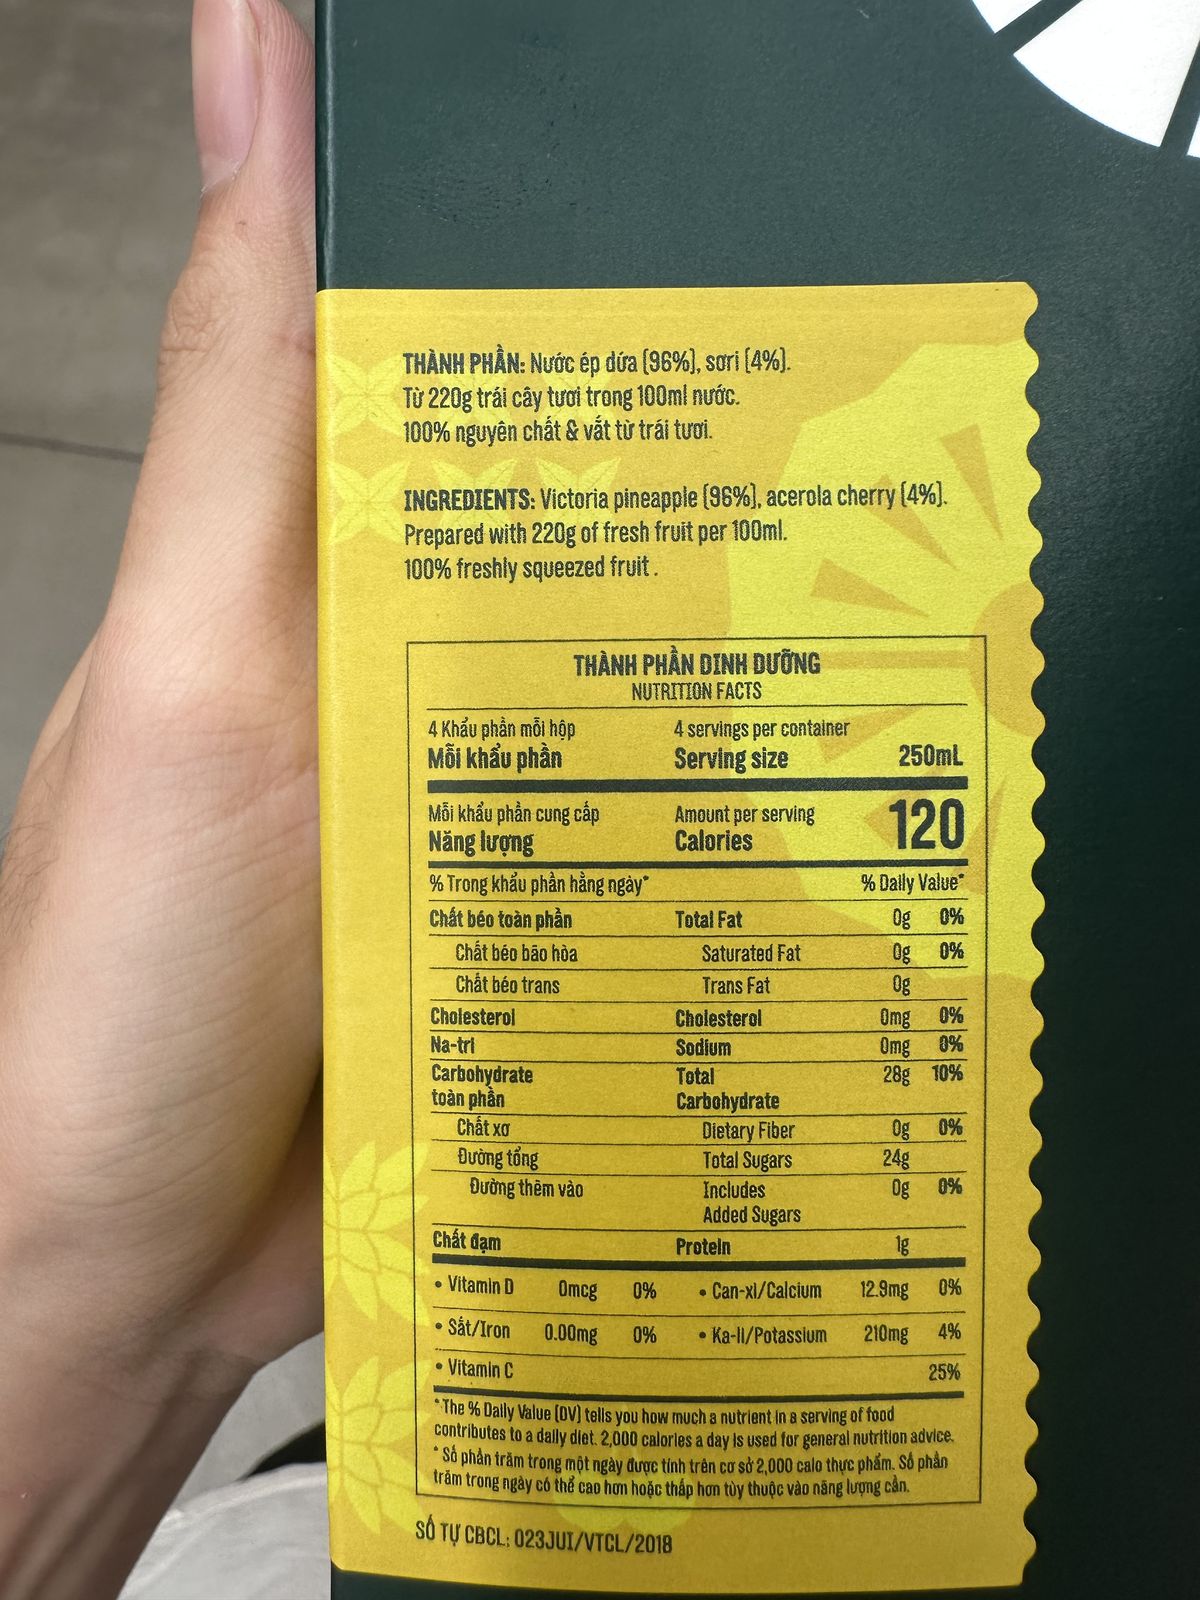 THÀNH PHẦN: Nước ép dứa (96%), sơri (4%).
Từ 220g trái cây tươi trong 100ml nước.
100% nguyên chất & vắt từ trái tươi.
INGREDIENTS: Victoria pineapple (96%), acerola cherry (4%).
Prepared with 220g of fresh fruit per 100ml.
100% freshly squeezed fruit.
THÀNH PHẦN DINH DƯỠNG
NUTRITION FACTS
4 Khẩu phần mỗi hộp 4 servings per container
Mỗi khẩu phần Serving size 250mL
Mỗi khẩu phần cung cấp Amount per serving
Năng lượng Calories 120
% Trong khẩu phần hằng ngày* % Daily Value*
Chất béo toàn phần Total Fat 0g 0%
Chất béo bão hòa Saturated Fat 0g 0%
Chất béo trans Trans Fat 0g
Cholesterol Cholesterol 0mg 0%
Na-tri Sodium 0mg 0%
Carbohydrate Total 28g 10%
toàn phần Carbohydrate
Chất xơ Dietary Fiber 0g 0%
Đường tổng Total Sugars 24g
Đường thêm vào Includes 0g 0%
Added Sugars
Chất đạm Protein 1g
• Vitamin D 0mcg 0% • Can-xi/Calcium 12.9mg 0%
• Sắt/Iron 0.00mg 0% • Ka-li/Potassium 210mg 4%
• Vitamin C 25%
* The % Daily Value (DV) tells you how much a nutrient in a serving of food
contributes to a daily diet. 2,000 calories a day is used for general nutrition advice.
* Số phần trăm trong một ngày được tính trên cơ sở 2,000 calo thực phẩm. Số phần
trăm trong ngày có thể cao hơn hoặc thấp hơn tùy thuộc vào năng lượng cần.
SỐ TỰ CBCL: 023JUI/VTCL/2018